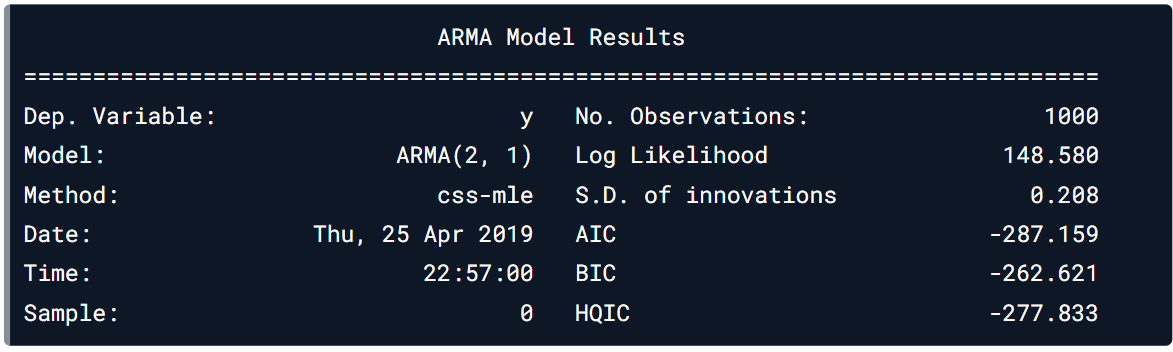 ARMA Model Results
==============================================================================
Dep. Variable: y No. Observations: 1000
Model: ARMA(2, 1) Log Likelihood 148.580
Method: css-mle S.D. of innovations 0.208
Date: Thu, 25 Apr 2019 AIC -287.159
Time: 22:57:00 BIC -262.621
Sample: 0 HQIC -277.833